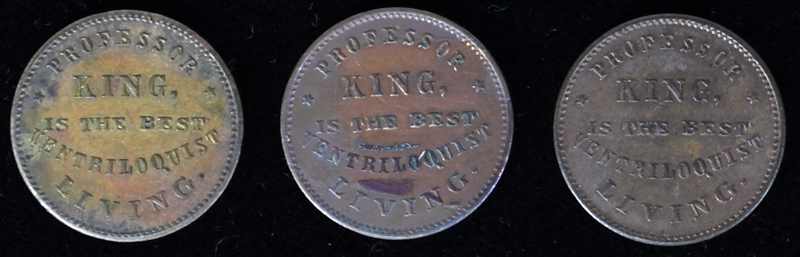 PROFESSOR
KING,
IS THE BEST
VENTRILOQUIST
LIVING.
PROFESSOR
KING,
IS THE BEST
VENTRILOQUIST
LIVING.
PROFESSOR
KING,
IS THE BEST
VENTRILOQUIST
LIVING.